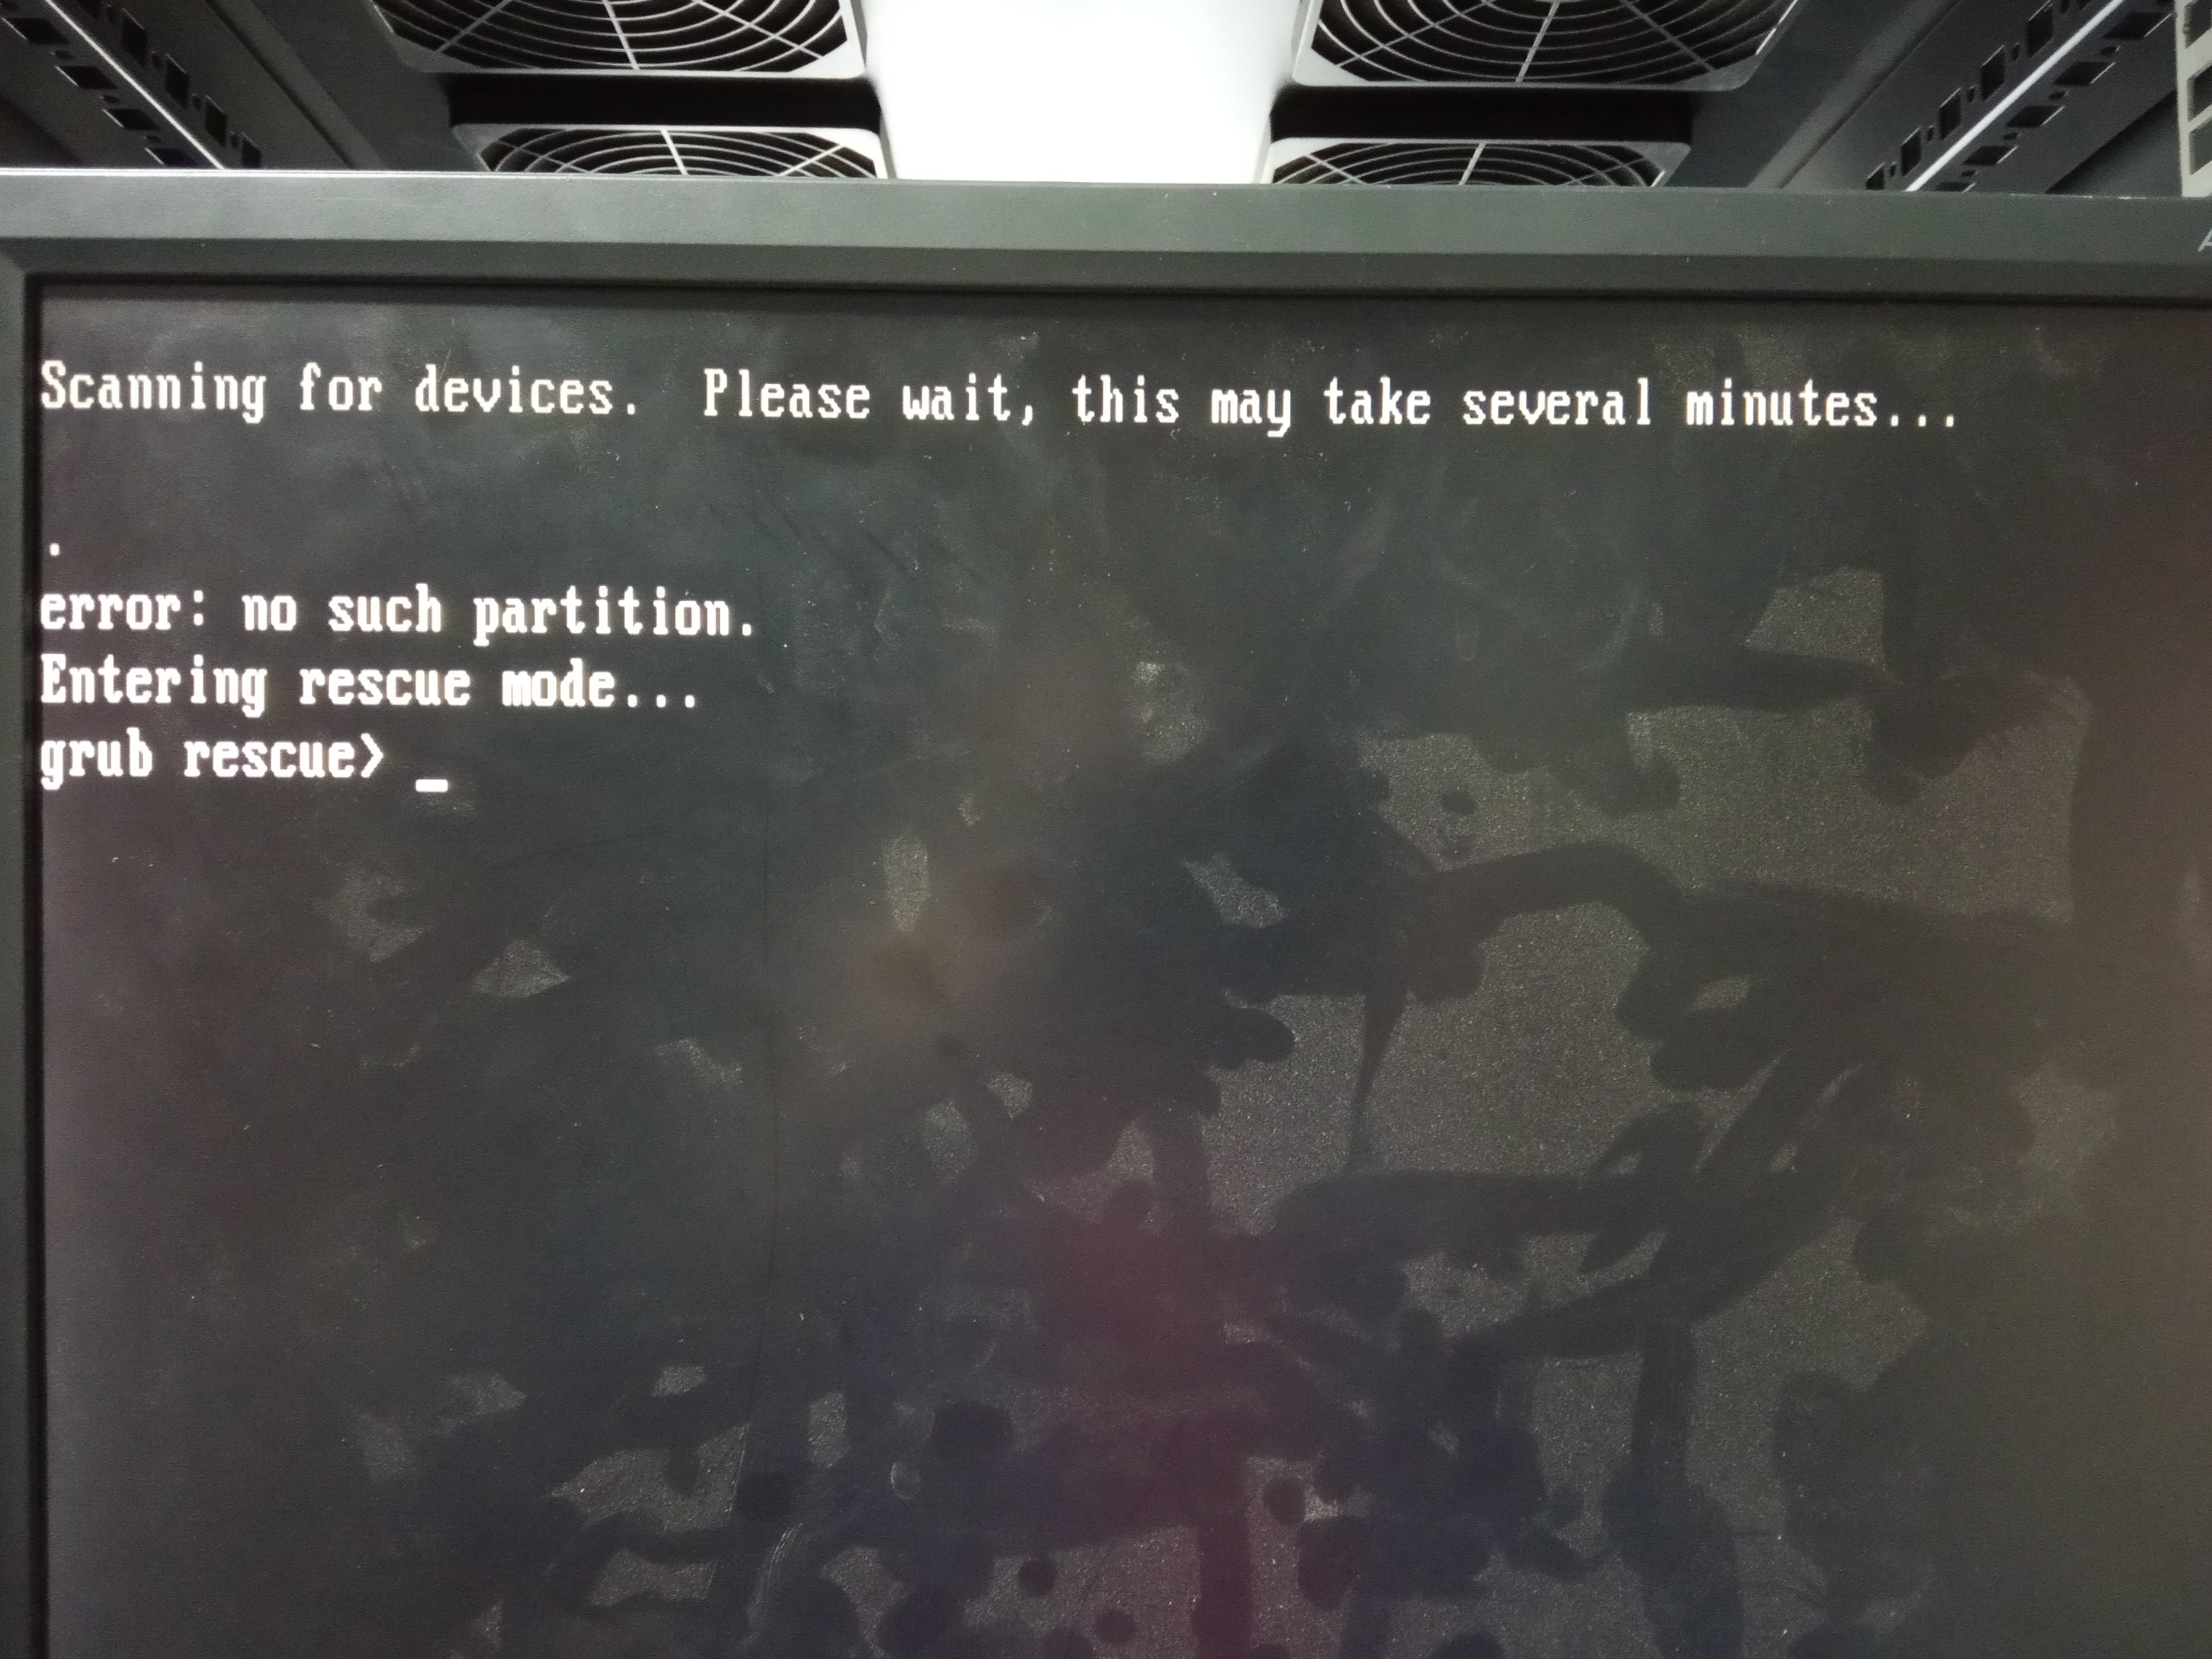 Scanning for devices.  Please wait, this may take several minutes...
.
error: no such partition.
Entering rescue mode...
grub rescue> _